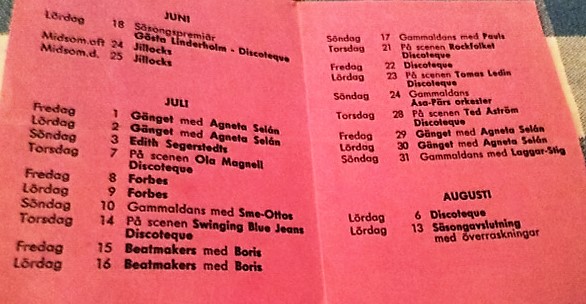 JUNI
Lördag 18 Säsongspremiär
Gösta Linderholm - Discoteque
Midsom.aft 24 Jillocks
Midsom.d. 25 Jillocks
JULI
Fredag 1 Gänget med Agneta Selán
Lördag 2 Gänget med Agneta Selán
Söndag 3 Edith Segerstedts
Torsdag 7 På scenen Ola Magnell
Discoteque
Fredag 8 Forbes
Lördag 9 Forbes
Söndag 10 Gammaldans med Sme-Ottos
Torsdag 14 På scenen Swinging Blue Jeans
Discoteque
Fredag 15 Beatmakers med Boris
Lördag 16 Beatmakers med Boris
Söndag 17 Gammaldans med Pauls
Torsdag 21 På scenen Rockfolket
Discoteque
Fredag 22 Discoteque
Lördag 23 På scenen Tomas Ledin
Discoteque
Söndag 24 Gammaldans
Åsa-Pärs orkester
Torsdag 28 På scenen Ted Åström
Discoteque
Fredag 29 Gänget med Agneta Selán
Lördag 30 Gänget med Agneta Selán
Söndag 31 Gammaldans med Laggar-Stig
AUGUSTI
Lördag 6 Discoteque
Lördag 13 Säsongavslutning
med överraskningar